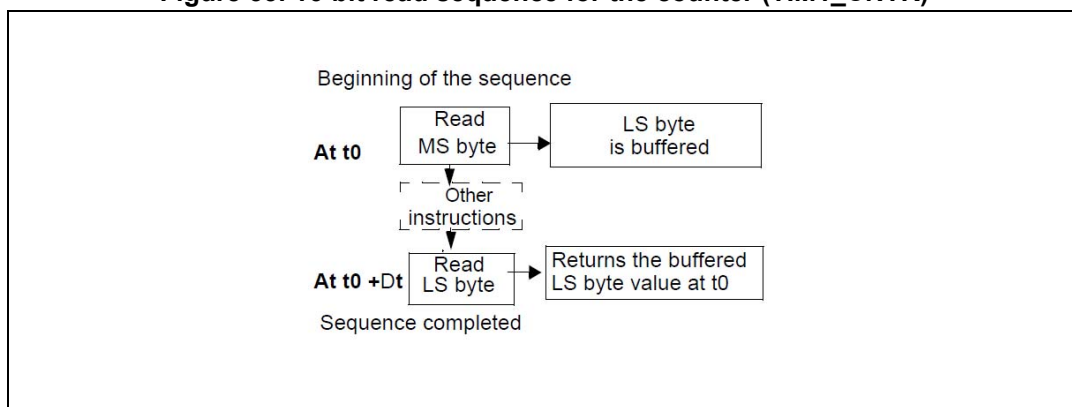 Beginning of the sequence
At t0
Read
MS byte
LS byte
is buffered
Other
instructions
At t0 +Dt
Read
LS byte
Returns the buffered
LS byte value at t0
Sequence completed